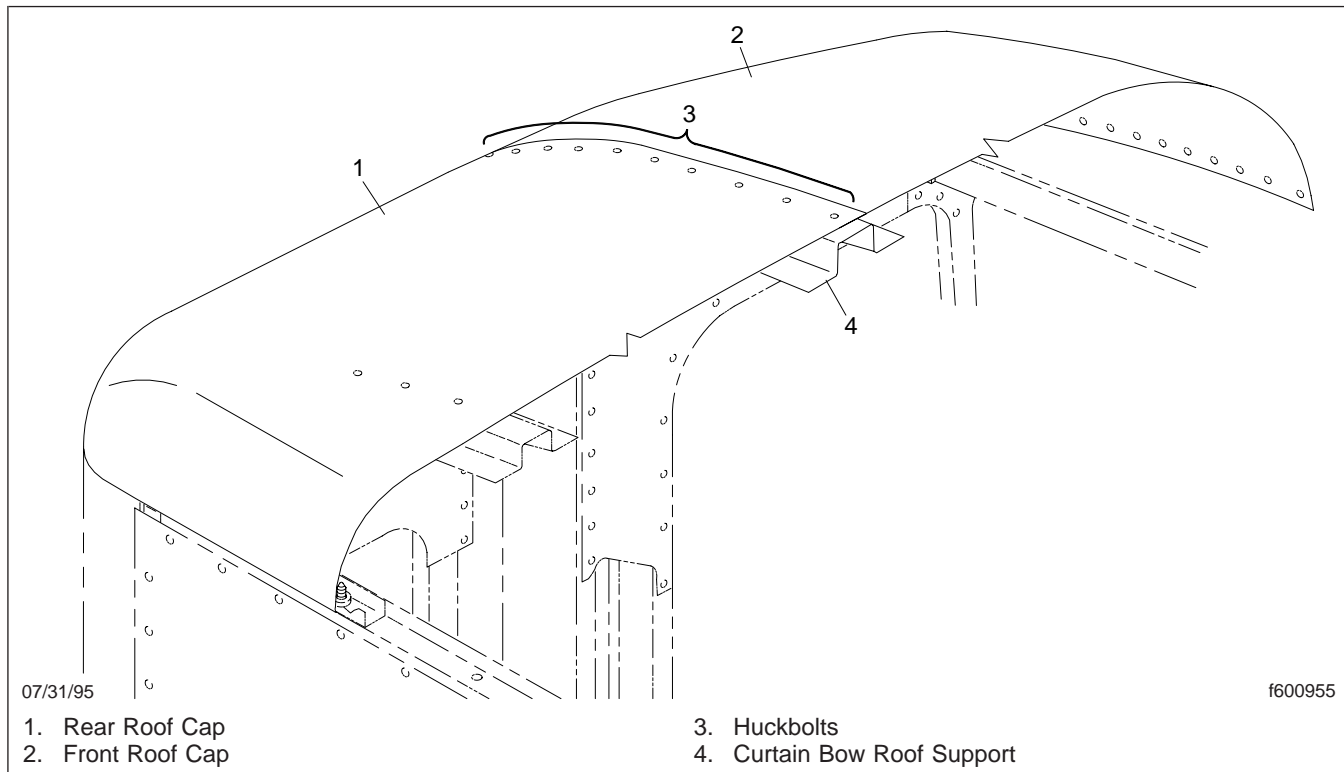 2
3
1
4
07/31/95
f600955
1. Rear Roof Cap
2. Front Roof Cap
3. Huckbolts
4. Curtain Bow Roof Support